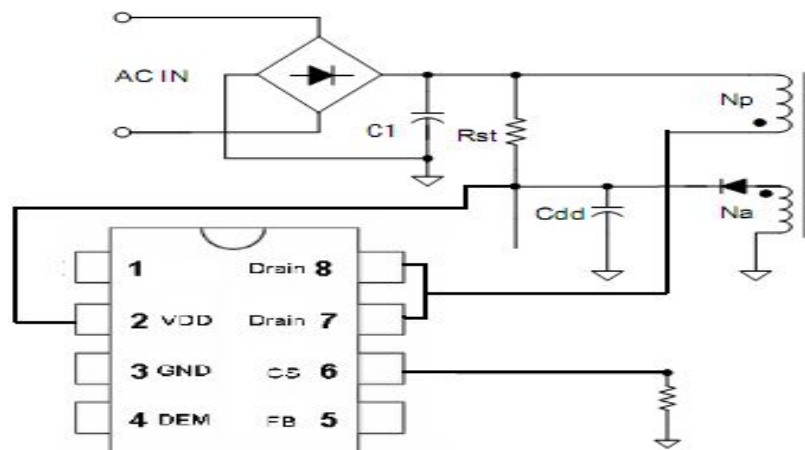 AC IN
Np
C1
Rst
Cdd
Na
1
Drain 8
2 VDD
Drain 7
3 GND
CS 6
4 DEM
FB 5